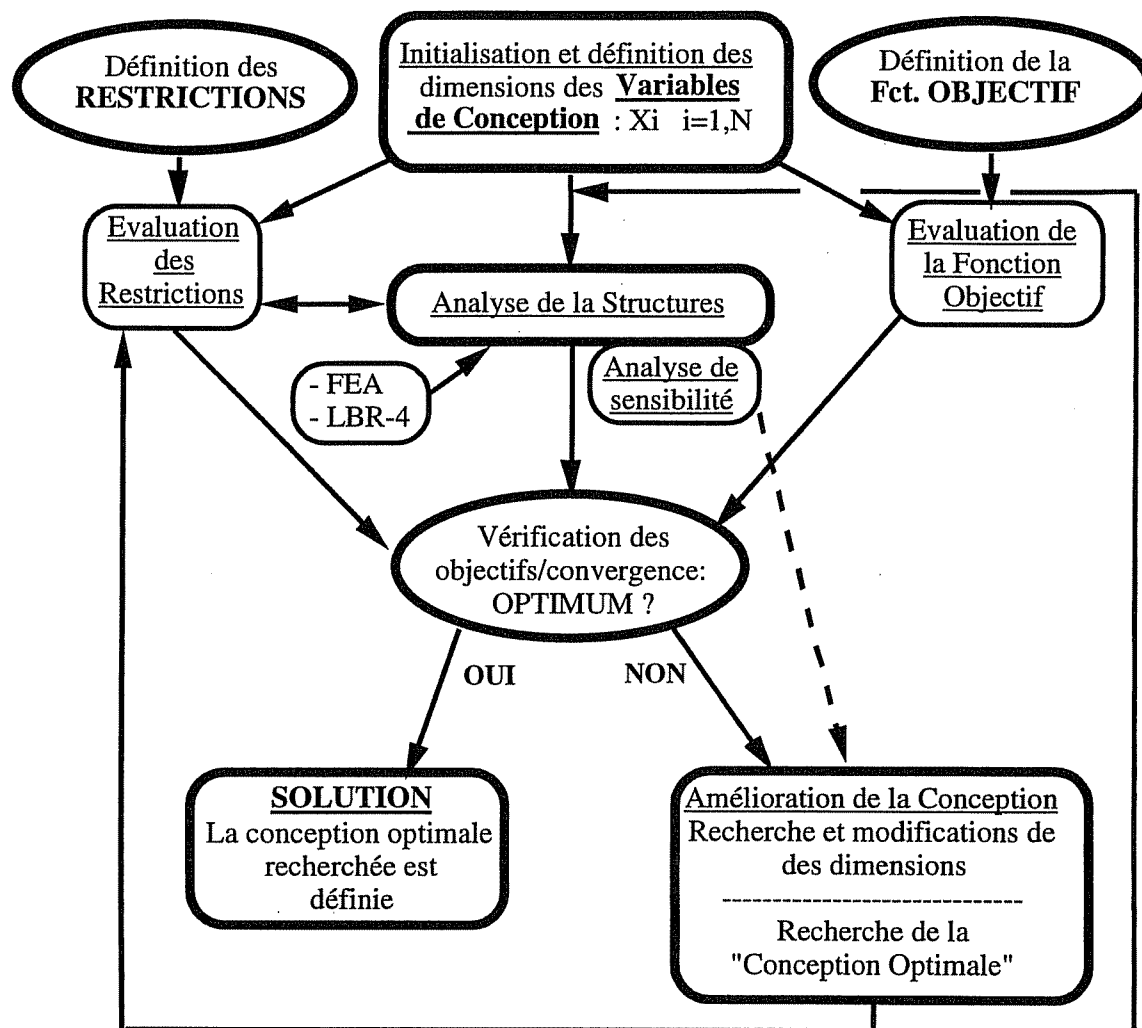 Définition des
RESTRICTIONS
Initialisation et définition des
dimensions des Variables
de Conception : Xi i=1,N
Définition de la
Fct. OBJECTIF
Evaluation
des
Restrictions
Evaluation de
la Fonction
Objectif
Analyse de la Structures
- FEA
- LBR-4
Analyse de
sensibilité
Vérification des
objectifs/convergence:
OPTIMUM ?
OUI
NON
SOLUTION
La conception optimale
recherchée est
définie
Amélioration de la Conception
Recherche et modifications de
des dimensions
------------------------------
Recherche de la
"Conception Optimale"